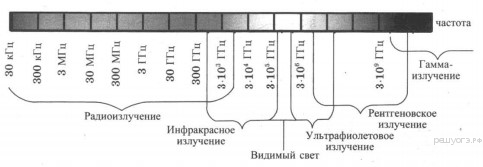 частота
30 кГц
300 кГц
3 МГц
30 МГц
300 МГц
3 ГГц
30 ГГц
300 ГГц
3·10³ ГГц
3·10⁴ ГГц
3·10⁵ ГГц
3·10⁶ ГГц
3·10⁹ ГГц
Гамма-
излучение
Радиоизлучение
Рентгеновское
излучение
Инфракрасное
излучение
Ультрафиолетовое
излучение
Видимый свет
решуогэ.рф